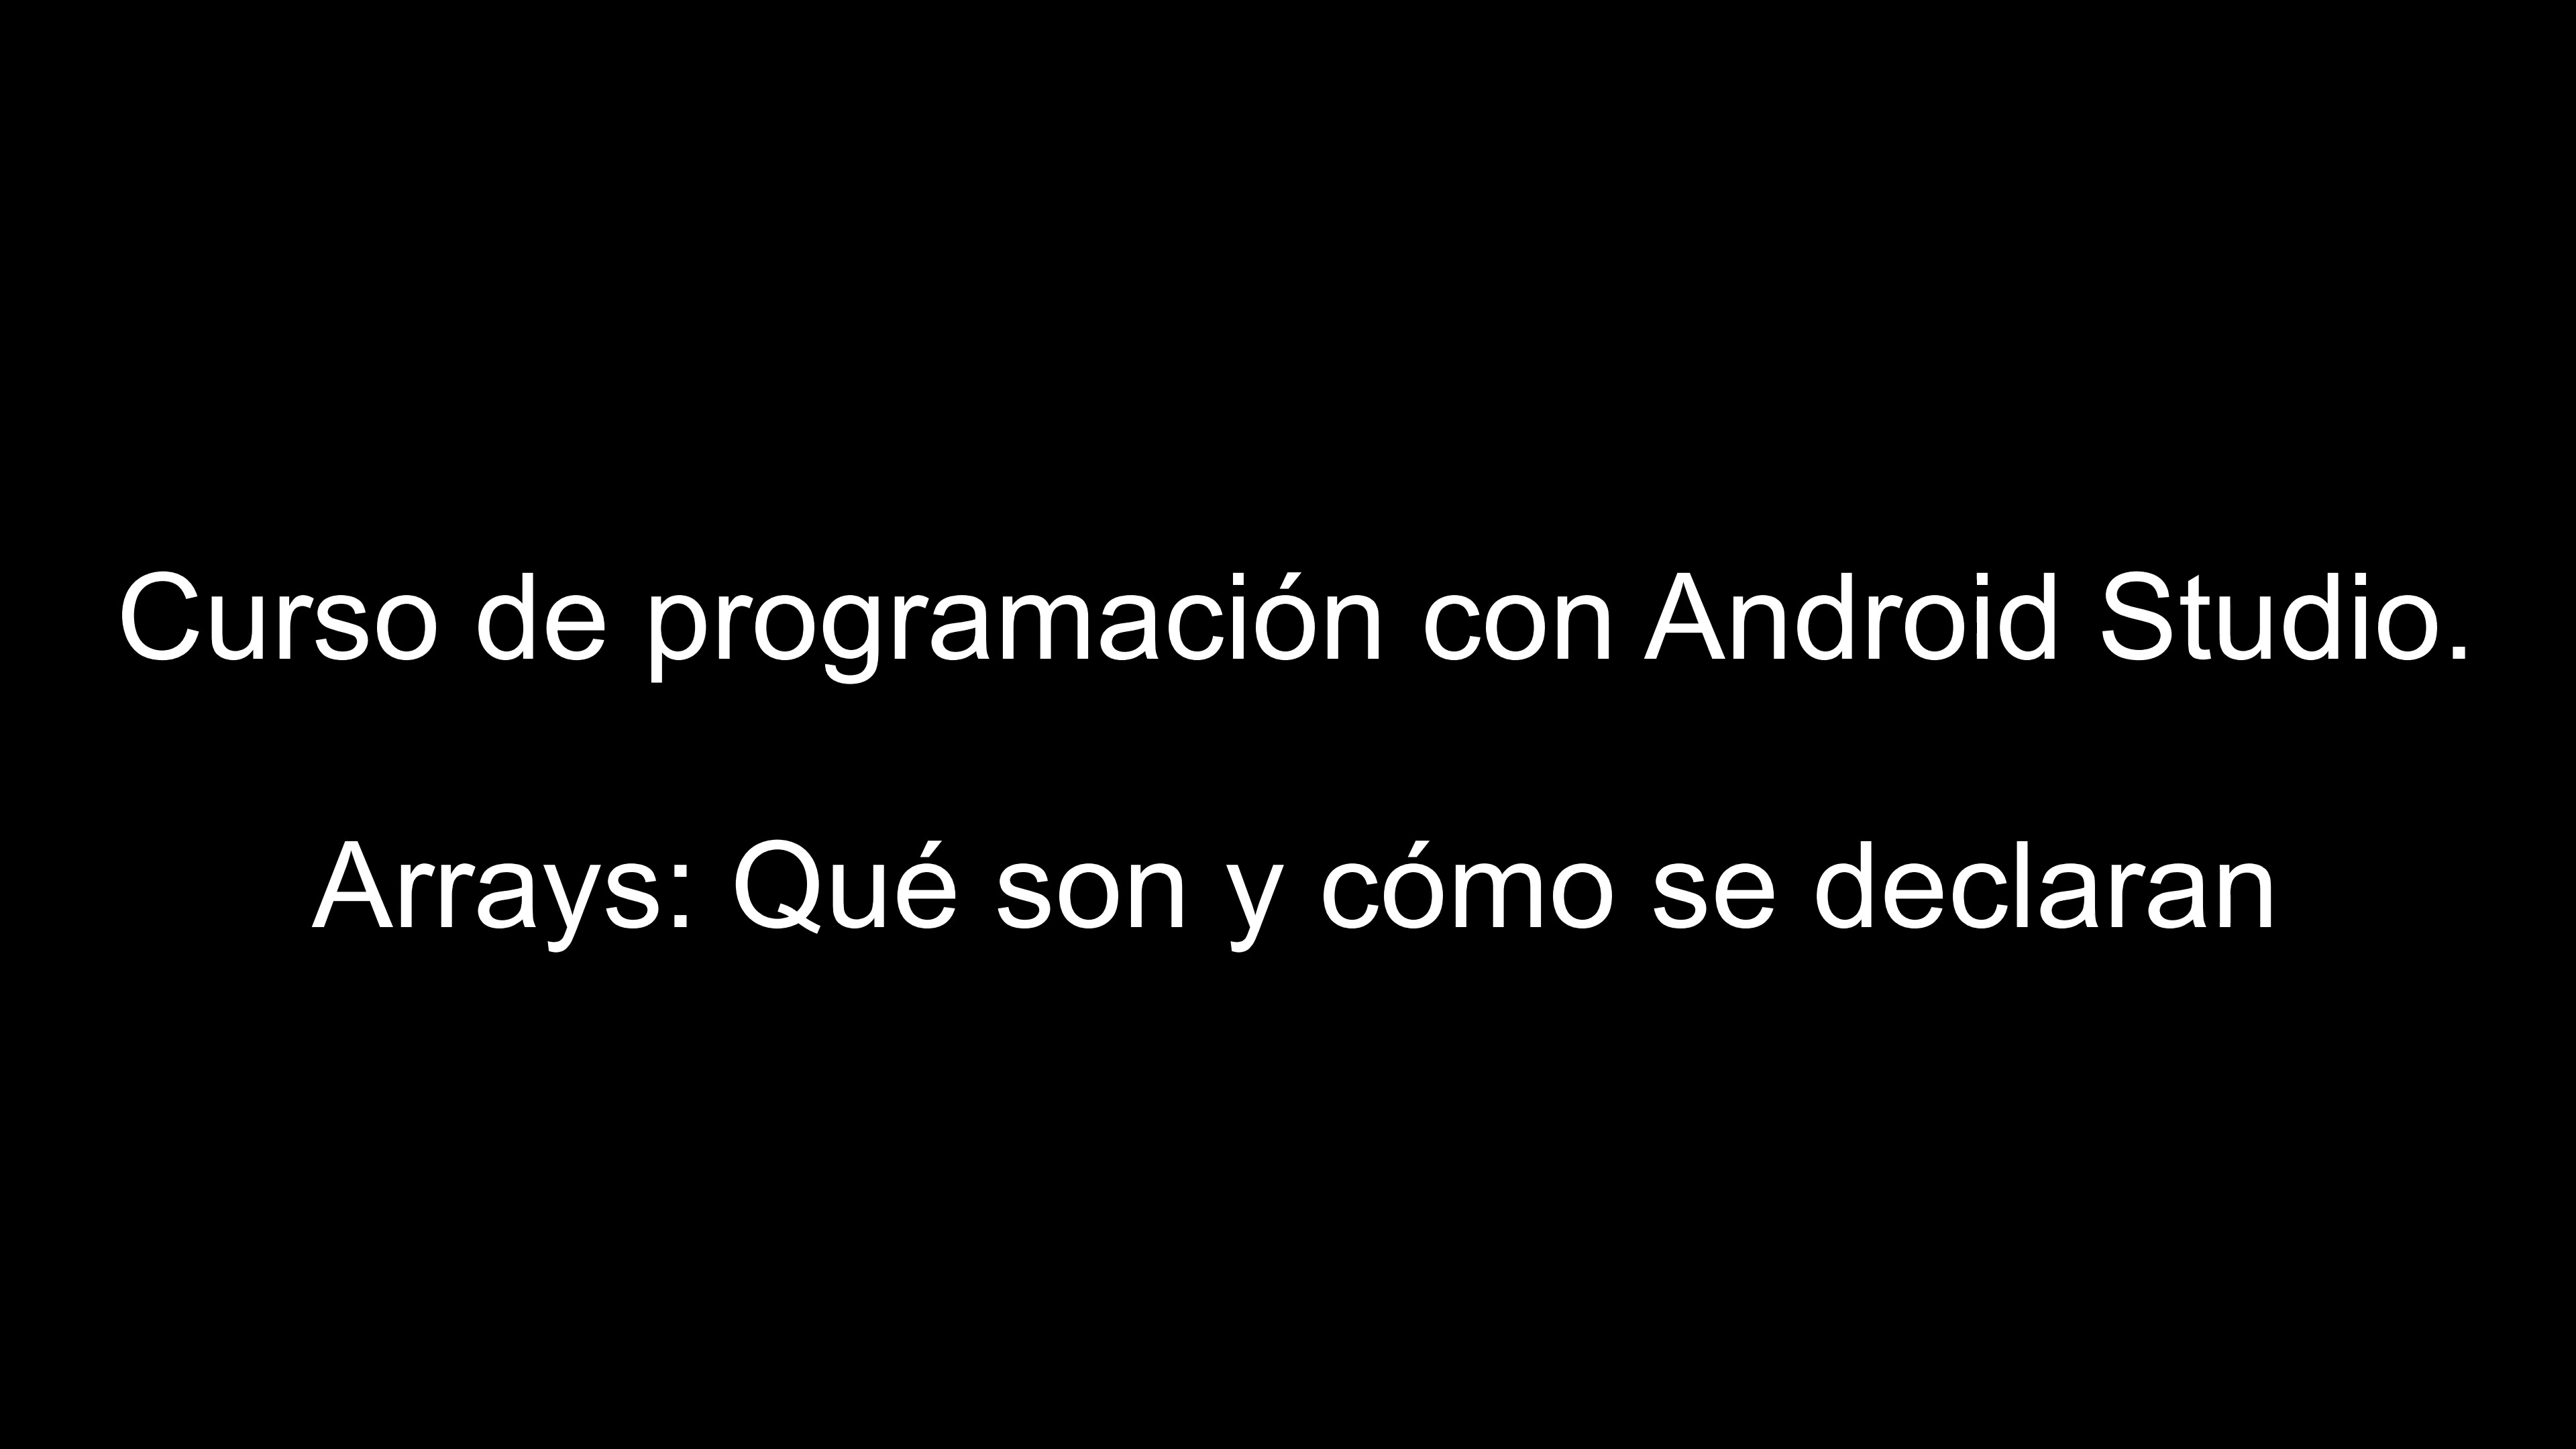 Curso de programación con Android Studio.
Arrays: Qué son y cómo se declaran